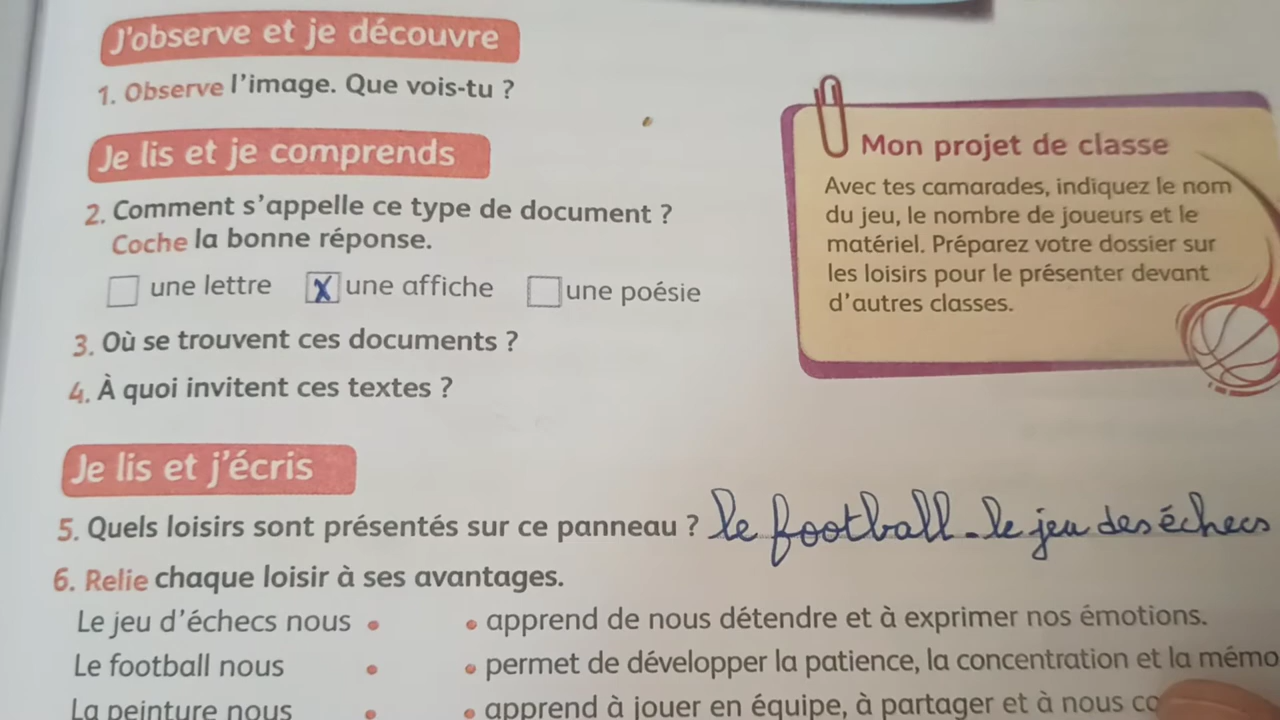 J'observe et je découvre
1. Observe l'image. Que vois-tu ?
Je lis et je comprends
2. Comment s'appelle ce type de document ?
Coche la bonne réponse.
une lettre x une affiche une poésie
3. Où se trouvent ces documents ?
4. À quoi invitent ces textes ?
Mon projet de classe
Avec tes camarades, indiquez le nom
du jeu, le nombre de joueurs et le
matériel. Préparez votre dossier sur
les loisirs pour le présenter devant
d'autres classes.
Je lis et j'écris
5. Quels loisirs sont présentés sur ce panneau ? le football - le jeu des échecs
6. Relie chaque loisir à ses avantages.
Le jeu d'échecs nous • • apprend de nous détendre et à exprimer nos émotions.
Le football nous • • permet de développer la patience, la concentration et la mémo
La peinture nous • • apprend à jouer en équipe, à partager et à nous co